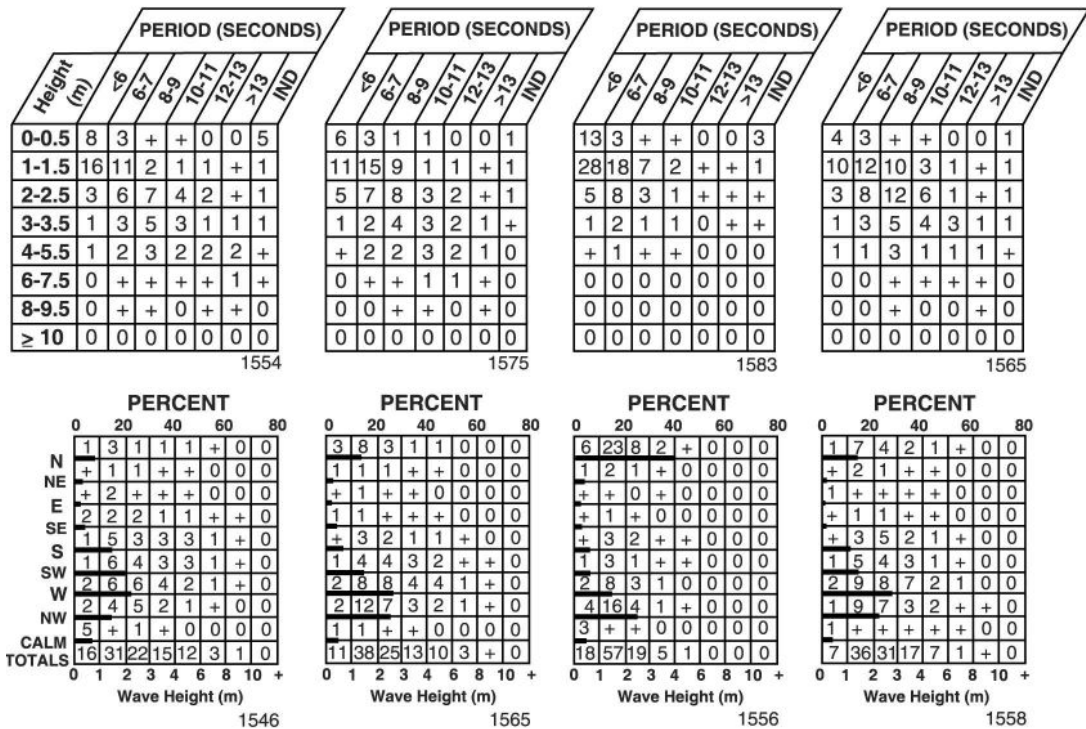 PERIOD (SECONDS) PERIOD (SECONDS) PERIOD (SECONDS) PERIOD (SECONDS)
Height (m) <6 6-7 8-9 10-11 12-13 >13 IND <6 6-7 8-9 10-11 12-13 >13 IND <6 6-7 8-9 10-11 12-13 >13 IND <6 6-7 8-9 10-11 12-13 >13 IND
0-0.5 8 3 + + 0 0 5 6 3 1 1 0 0 1 13 3 + + 0 0 3 4 3 + + 0 0 1
1-1.5 16 11 2 1 1 + 1 11 15 9 1 1 + 1 28 18 7 2 + + 1 10 12 10 3 1 + 1
2-2.5 3 6 7 4 2 + 1 5 7 8 3 2 + 1 5 8 3 1 + + + 3 8 12 6 1 + 1
3-3.5 1 3 5 3 1 1 1 1 2 4 3 2 1 + 1 2 1 1 0 + + 1 3 5 4 3 1 1
4-5.5 1 2 3 2 2 2 + + 2 2 3 2 1 0 + 1 + + 0 0 0 1 1 3 1 1 1 +
6-7.5 0 + + + + 1 + 0 + + 1 1 + 0 0 0 0 0 0 0 0 0 0 + + + + 0
8-9.5 0 + + 0 + + 0 0 0 + + 0 + 0 0 0 0 0 0 0 0 0 0 + 0 0 + 0
≥ 10 0 0 0 0 0 0 0 0 0 0 0 0 0 0 0 0 0 0 0 0 0 0 0 0 0 0 0 0
1554 1575 1583 1565
PERCENT PERCENT PERCENT PERCENT
0 20 40 60 80 0 20 40 60 80 0 20 40 60 80 0 20 40 60 80
N 1 3 1 1 1 + 0 0 3 8 3 1 1 0 0 0 6 23 8 2 + 0 0 0 1 7 4 2 1 + 0 0
NE + 1 1 + + 0 0 0 1 1 1 + + 0 0 0 1 2 1 + 0 0 0 0 + 2 1 + + 0 0 0
E + 2 + + + 0 0 0 + 1 + + 0 0 0 0 + + 0 + 0 0 0 0 1 + + + + 0 0 0
SE 2 2 2 1 1 + + 0 1 1 + + + 0 0 0 + 1 + 0 0 0 0 0 + 1 1 + + 0 0 0
S 1 5 3 3 3 1 + 0 + 3 2 1 1 + 0 0 + 3 2 + + 0 0 0 + 3 5 2 1 + 0 0
SW 1 6 4 3 3 1 + 0 1 4 4 3 2 + + 0 1 3 1 + + 0 0 0 1 5 4 3 1 + 0 0
W 2 6 6 4 2 1 + 0 2 8 8 4 4 1 + 0 2 8 3 1 0 0 0 0 2 9 8 7 2 1 0 0
NW 2 4 5 2 1 + 0 0 2 12 7 3 2 1 + 0 4 16 4 1 + 0 0 0 1 9 7 3 2 + + 0
CALM 5 + 1 + 0 0 0 0 1 1 + + 0 0 0 0 3 + + 0 0 0 0 0 1 + + + + 0 0 0
TOTALS 16 31 22 15 12 3 1 0 11 38 25 13 10 3 + 0 18 57 19 5 1 0 0 0 7 36 31 17 7 1 + 0
0 1 2 3 4 6 8 10 + 0 1 2 3 4 6 8 10 + 0 1 2 3 4 6 8 10 + 0 1 2 3 4 6 8 10 +
Wave Height (m) Wave Height (m) Wave Height (m) Wave Height (m)
1546 1565 1556 1558